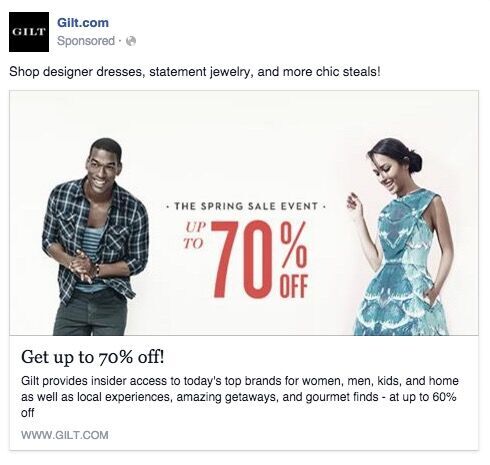 GILT
Gilt.com
Sponsored ·
Shop designer dresses, statement jewelry, and more chic steals!
· THE SPRING SALE EVENT ·
UP TO 70% OFF
Get up to 70% off!
Gilt provides insider access to today's top brands for women, men, kids, and home
as well as local experiences, amazing getaways, and gourmet finds - at up to 60%
off
WWW.GILT.COM